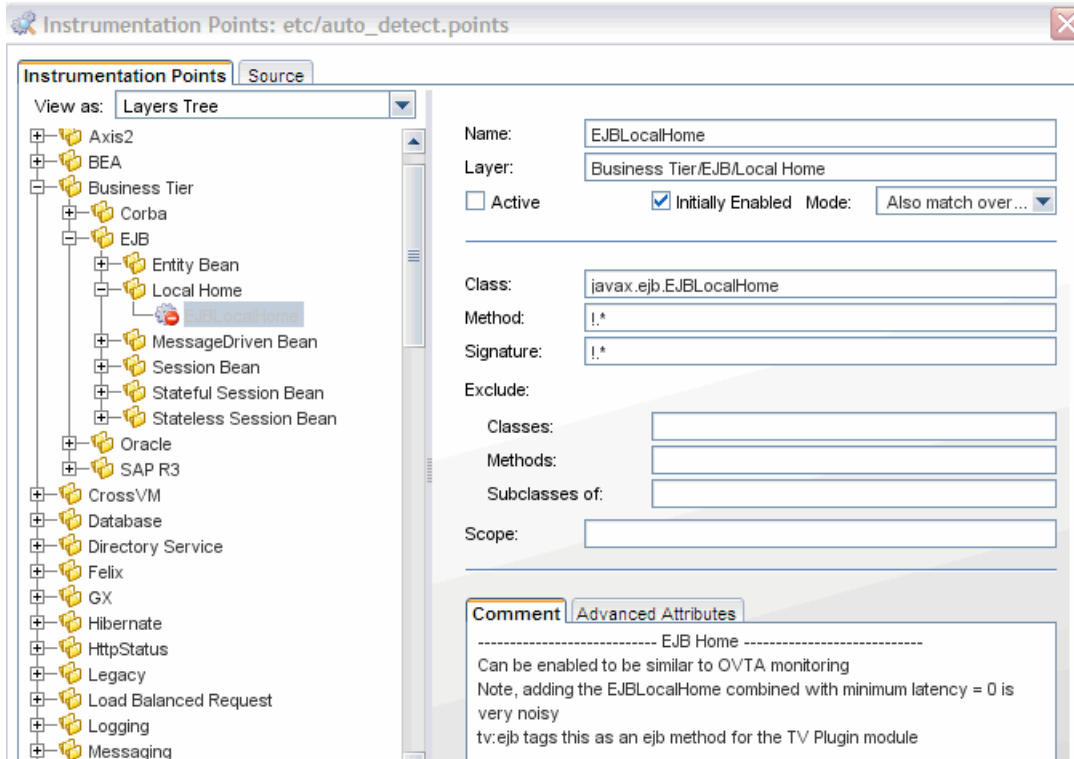 Instrumentation Points: etc/auto_detect.points
Instrumentation Points Source
View as: Layers Tree
Axis2
BEA
Business Tier
Corba
EJB
Entity Bean
Local Home
EJBLocalHome
MessageDriven Bean
Session Bean
Stateful Session Bean
Stateless Session Bean
Oracle
SAP R3
CrossVM
Database
Directory Service
Felix
GX
Hibernate
HttpStatus
Legacy
Load Balanced Request
Logging
Messaging
Name: EJBLocalHome
Layer: Business Tier/EJB/Local Home
Active Initially Enabled Mode: Also match over...
Class: javax.ejb.EJBLocalHome
Method: !.*
Signature: !.*
Exclude:
Classes:
Methods:
Subclasses of:
Scope:
Comment Advanced Attributes
---------------------------- EJB Home ----------------------------
Can be enabled to be similar to OVTA monitoring
Note, adding the EJBLocalHome combined with minimum latency = 0 is
very noisy
tv:ejb tags this as an ejb method for the TV Plugin module